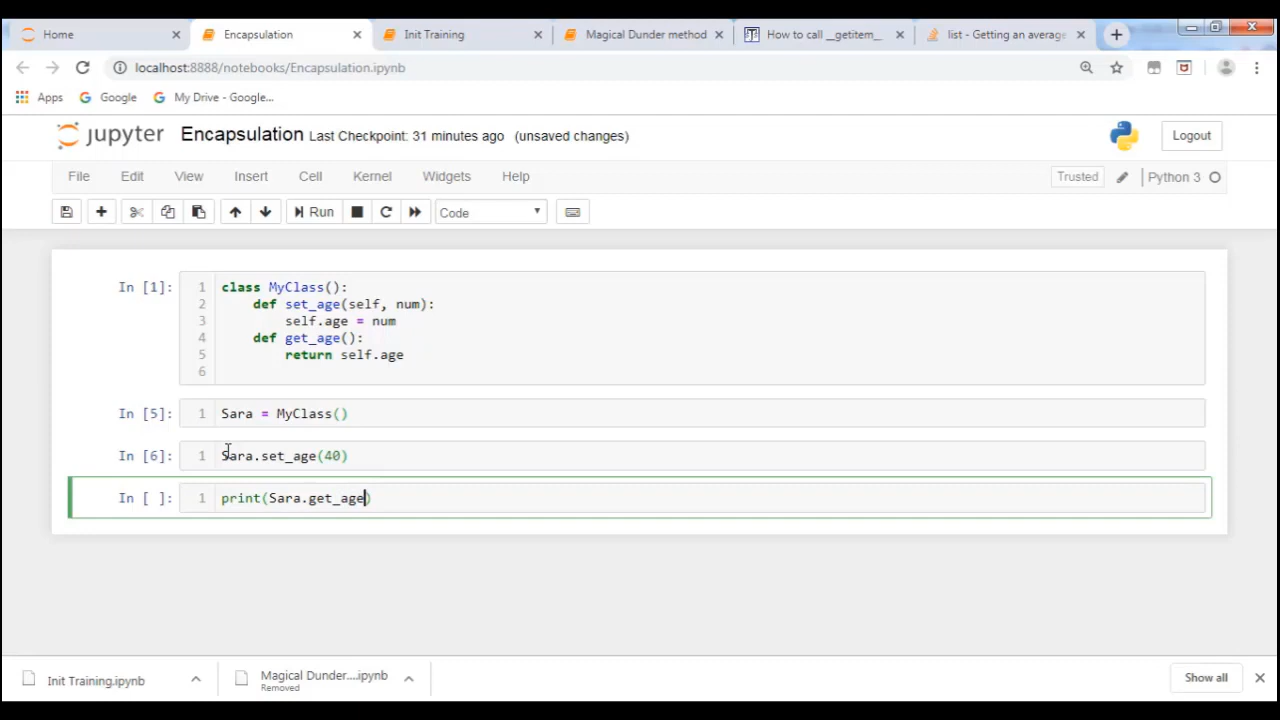 Home
Encapsulation
Init Training
Magical Dunder method
How to call __getitem_
list - Getting an average
localhost:8888/notebooks/Encapsulation.ipynb
Apps
Google
My Drive - Google...
jupyter
Encapsulation Last Checkpoint: 31 minutes ago (unsaved changes)
Logout
File Edit View Insert Cell Kernel Widgets Help
Trusted
Python 3
Run
Code
In [1]:
1 class MyClass():
2     def set_age(self, num):
3         self.age = num
4     def get_age():
5         return self.age
6
In [5]:
1 Sara = MyClass()
In [6]:
1 Sara.set_age(40)
In [ ]:
1 print(Sara.get_age)
Init Training.ipynb
Magical Dunder....ipynb
Removed
Show all